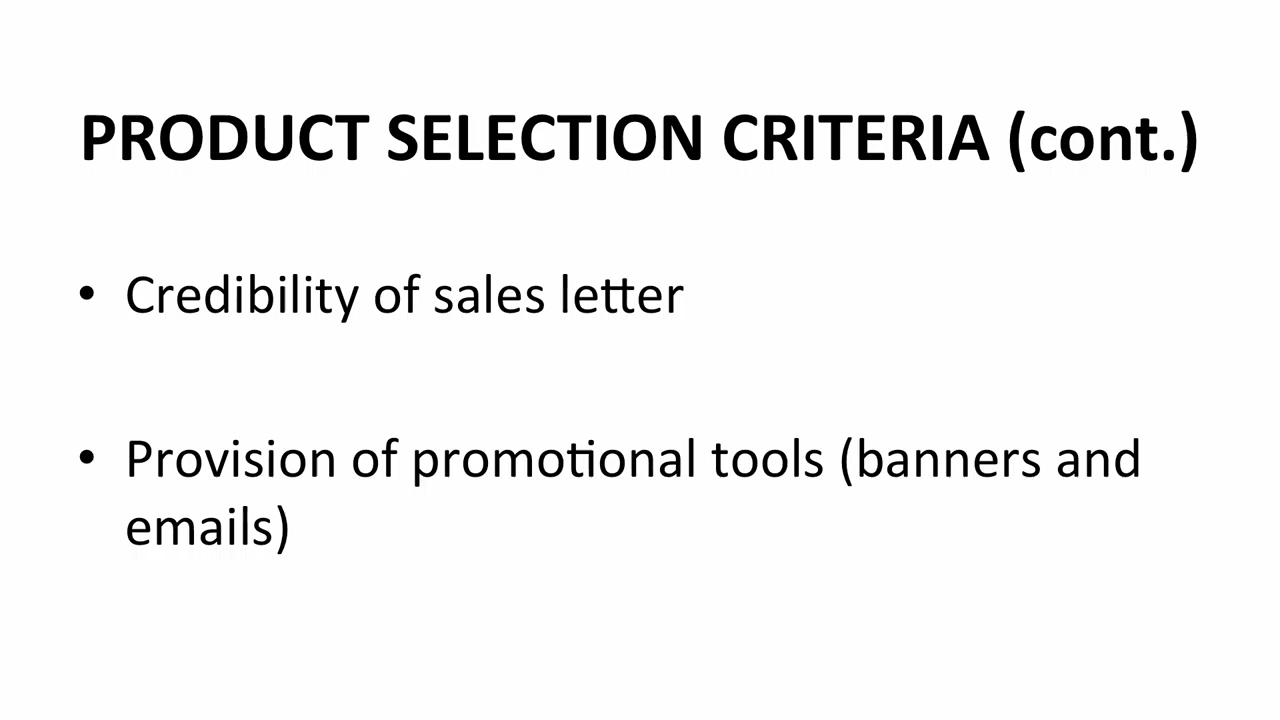 PRODUCT SELECTION CRITERIA (cont.)
• Credibility of sales letter
• Provision of promotional tools (banners and
emails)